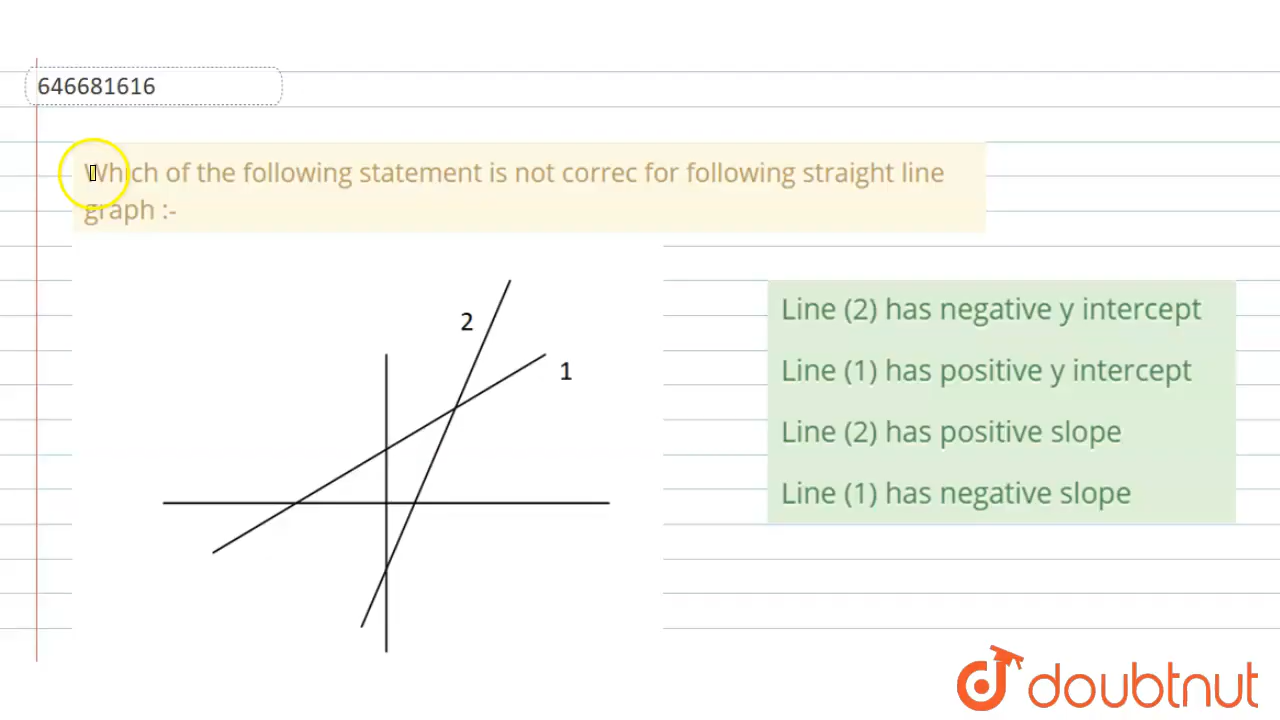 646681616
Which of the following statement is not correc for following straight line
graph :-
2
1
Line (2) has negative y intercept
Line (1) has positive y intercept
Line (2) has positive slope
Line (1) has negative slope
doubtnut